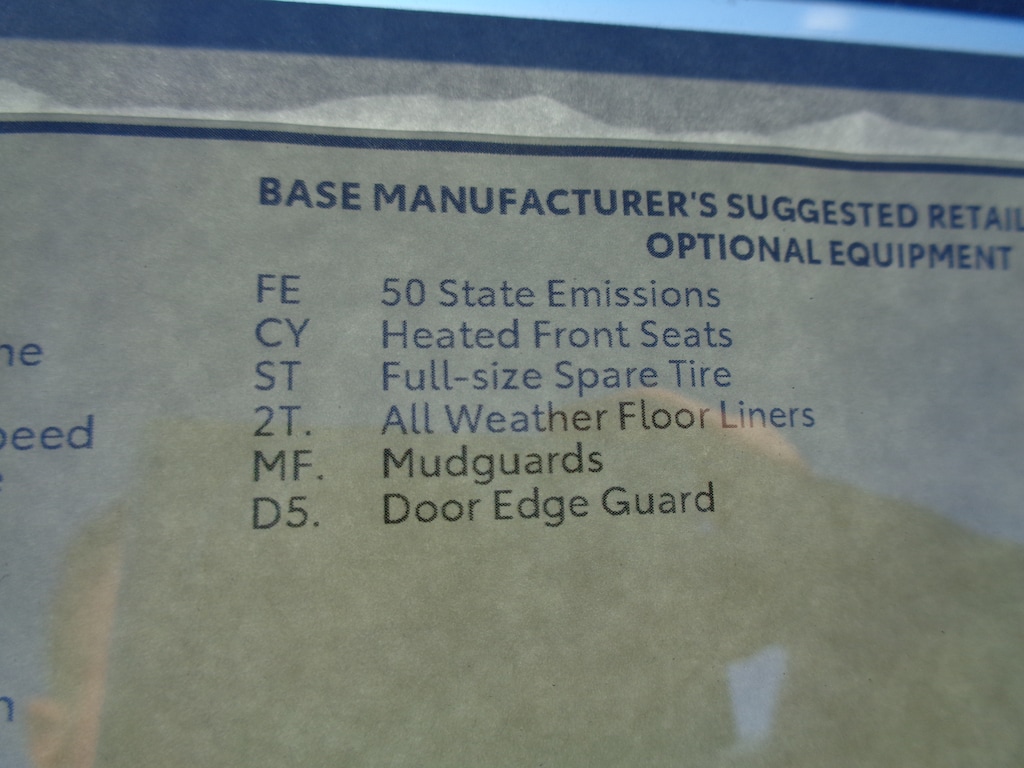 BASE MANUFACTURER'S SUGGESTED RETAIL
OPTIONAL EQUIPMENT
FE 50 State Emissions
CY Heated Front Seats
ST Full-size Spare Tire
2T. All Weather Floor Liners
MF. Mudguards
D5. Door Edge Guard